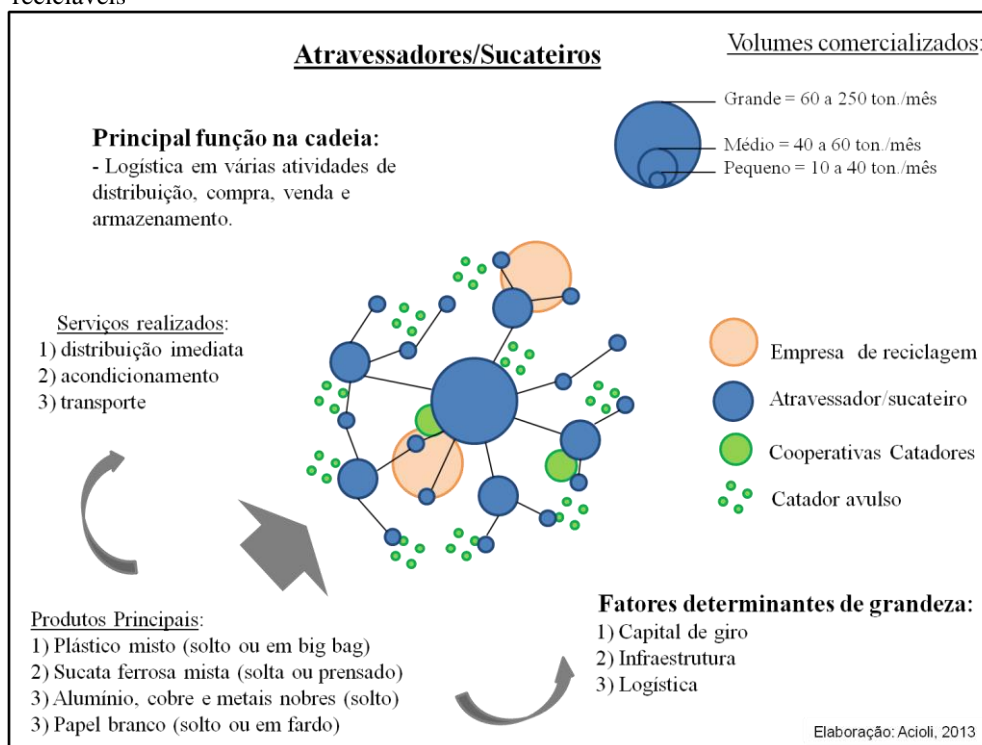 recicláveis
Atravessadores/Sucateiros
Volumes comercializados:
Grande = 60 a 250 ton./mês
Médio = 40 a 60 ton./mês
Pequeno = 10 a 40 ton./mês
Principal função na cadeia:
- Logística em várias atividades de
distribuição, compra, venda e
armazenamento.
Serviços realizados:
1) distribuição imediata
2) acondicionamento
3) transporte
Empresa de reciclagem
Atravessador/sucateiro
Cooperativas Catadores
Catador avulso
Produtos Principais:
1) Plástico misto (solto ou em big bag)
2) Sucata ferrosa mista (solta ou prensado)
3) Alumínio, cobre e metais nobres (solto)
3) Papel branco (solto ou em fardo)
Fatores determinantes de grandeza:
1) Capital de giro
2) Infraestrutura
3) Logística
Elaboração: Acioli, 2013